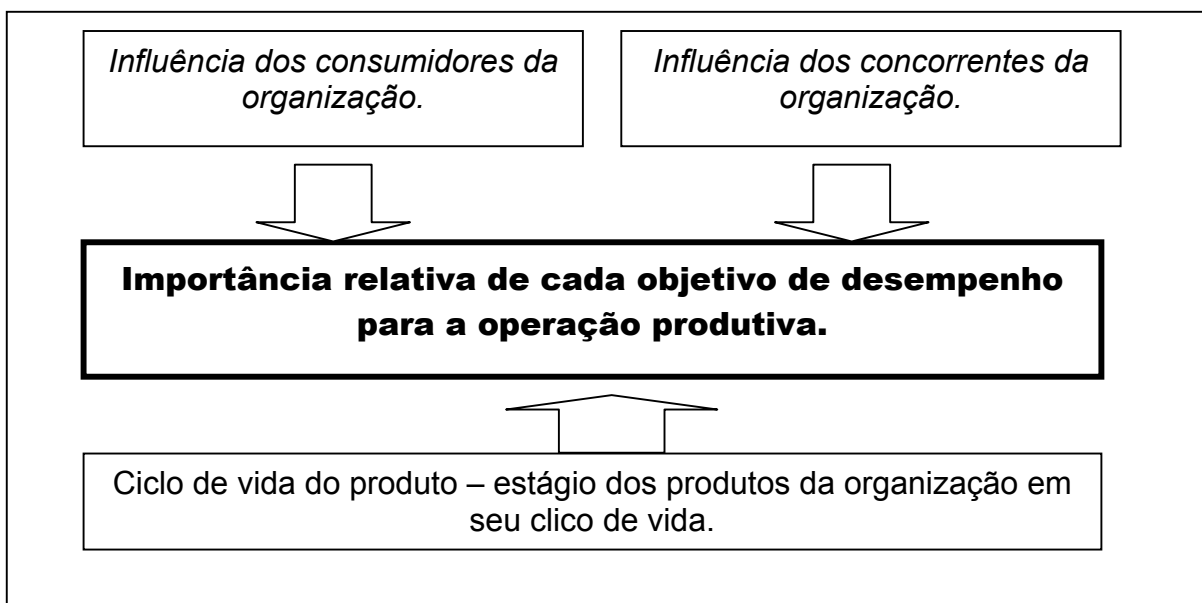 Influência dos consumidores da
organização.
Influência dos concorrentes da
organização.
Importância relativa de cada objetivo de desempenho
para a operação produtiva.
Ciclo de vida do produto – estágio dos produtos da organização em
seu clico de vida.